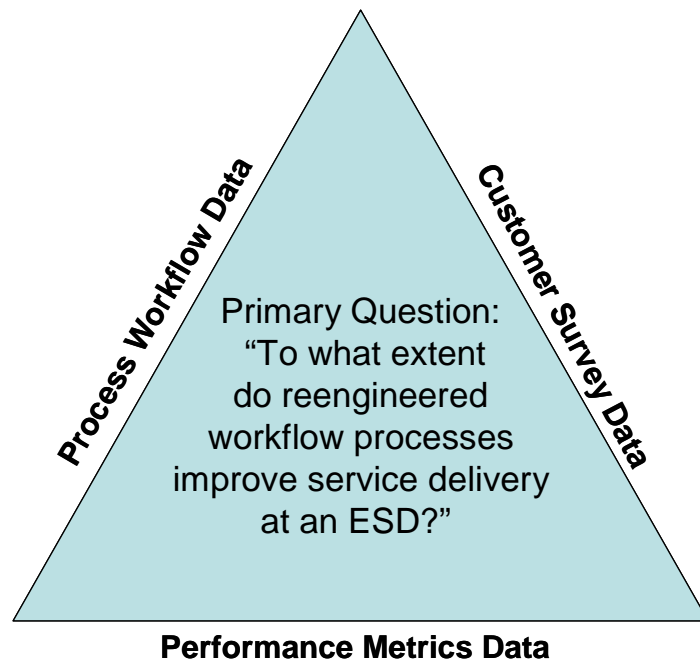 Process Workflow Data
Customer Survey Data
Primary Question:
“To what extent
do reengineered
workflow processes
improve service delivery
at an ESD?”
Performance Metrics Data